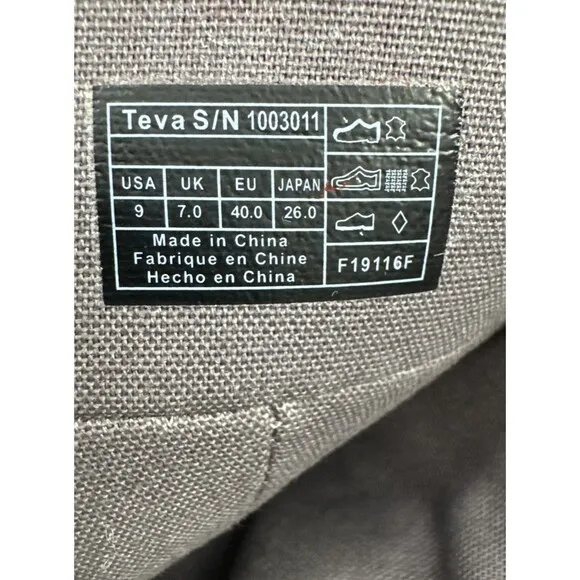 Teva S/N 1003011
USA UK EU JAPAN
9 7.0 40.0 26.0
Made in China
Fabrique en Chine
Hecho en China
F19116F